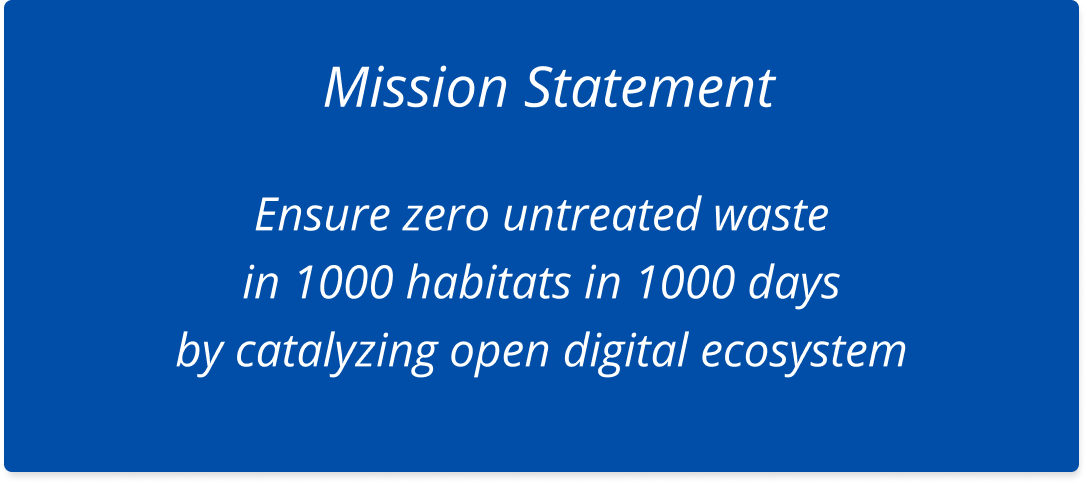 Mission Statement
Ensure zero untreated waste
in 1000 habitats in 1000 days
by catalyzing open digital ecosystem